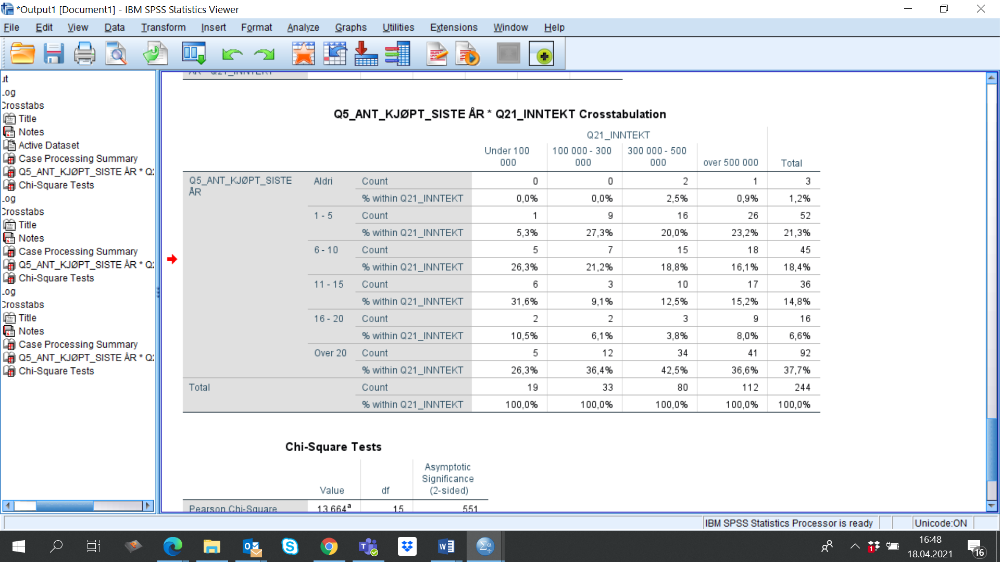 *Output1 [Document1] - IBM SPSS Statistics Viewer
File Edit View Data Transform Insert Format Analyze Graphs Utilities Extensions Window Help
ut
Log
Crosstabs
Title
Notes
Active Dataset
Case Processing Summary
Q5_ANT_KJØPT_SISTE ÅR * Q2
Chi-Square Tests
Log
Crosstabs
Title
Notes
Case Processing Summary
Q5_ANT_KJØPT_SISTE ÅR * Q2
Chi-Square Tests
Log
Crosstabs
Title
Notes
Case Processing Summary
Q5_ANT_KJØPT_SISTE ÅR * Q2
Chi-Square Tests
ÅR * Q21_INNTEKT
Q5_ANT_KJØPT_SISTE ÅR * Q21_INNTEKT Crosstabulation
Q21_INNTEKT
Under 100 000 100 000 - 300 000 300 000 - 500 000 over 500 000 Total
Q5_ANT_KJØPT_SISTE ÅR Aldri Count 0 0 2 1 3
% within Q21_INNTEKT 0,0% 0,0% 2,5% 0,9% 1,2%
1 - 5 Count 1 9 16 26 52
% within Q21_INNTEKT 5,3% 27,3% 20,0% 23,2% 21,3%
6 - 10 Count 5 7 15 18 45
% within Q21_INNTEKT 26,3% 21,2% 18,8% 16,1% 18,4%
11 - 15 Count 6 3 10 17 36
% within Q21_INNTEKT 31,6% 9,1% 12,5% 15,2% 14,8%
16 - 20 Count 2 2 3 9 16
% within Q21_INNTEKT 10,5% 6,1% 3,8% 8,0% 6,6%
Over 20 Count 5 12 34 41 92
% within Q21_INNTEKT 26,3% 36,4% 42,5% 36,6% 37,7%
Total Count 19 33 80 112 244
% within Q21_INNTEKT 100,0% 100,0% 100,0% 100,0% 100,0%
Chi-Square Tests
Value df Asymptotic Significance (2-sided)
Pearson Chi-Square 13,664a 15 ,551
IBM SPSS Statistics Processor is ready Unicode:ON
16:48
18.04.2021
1
16